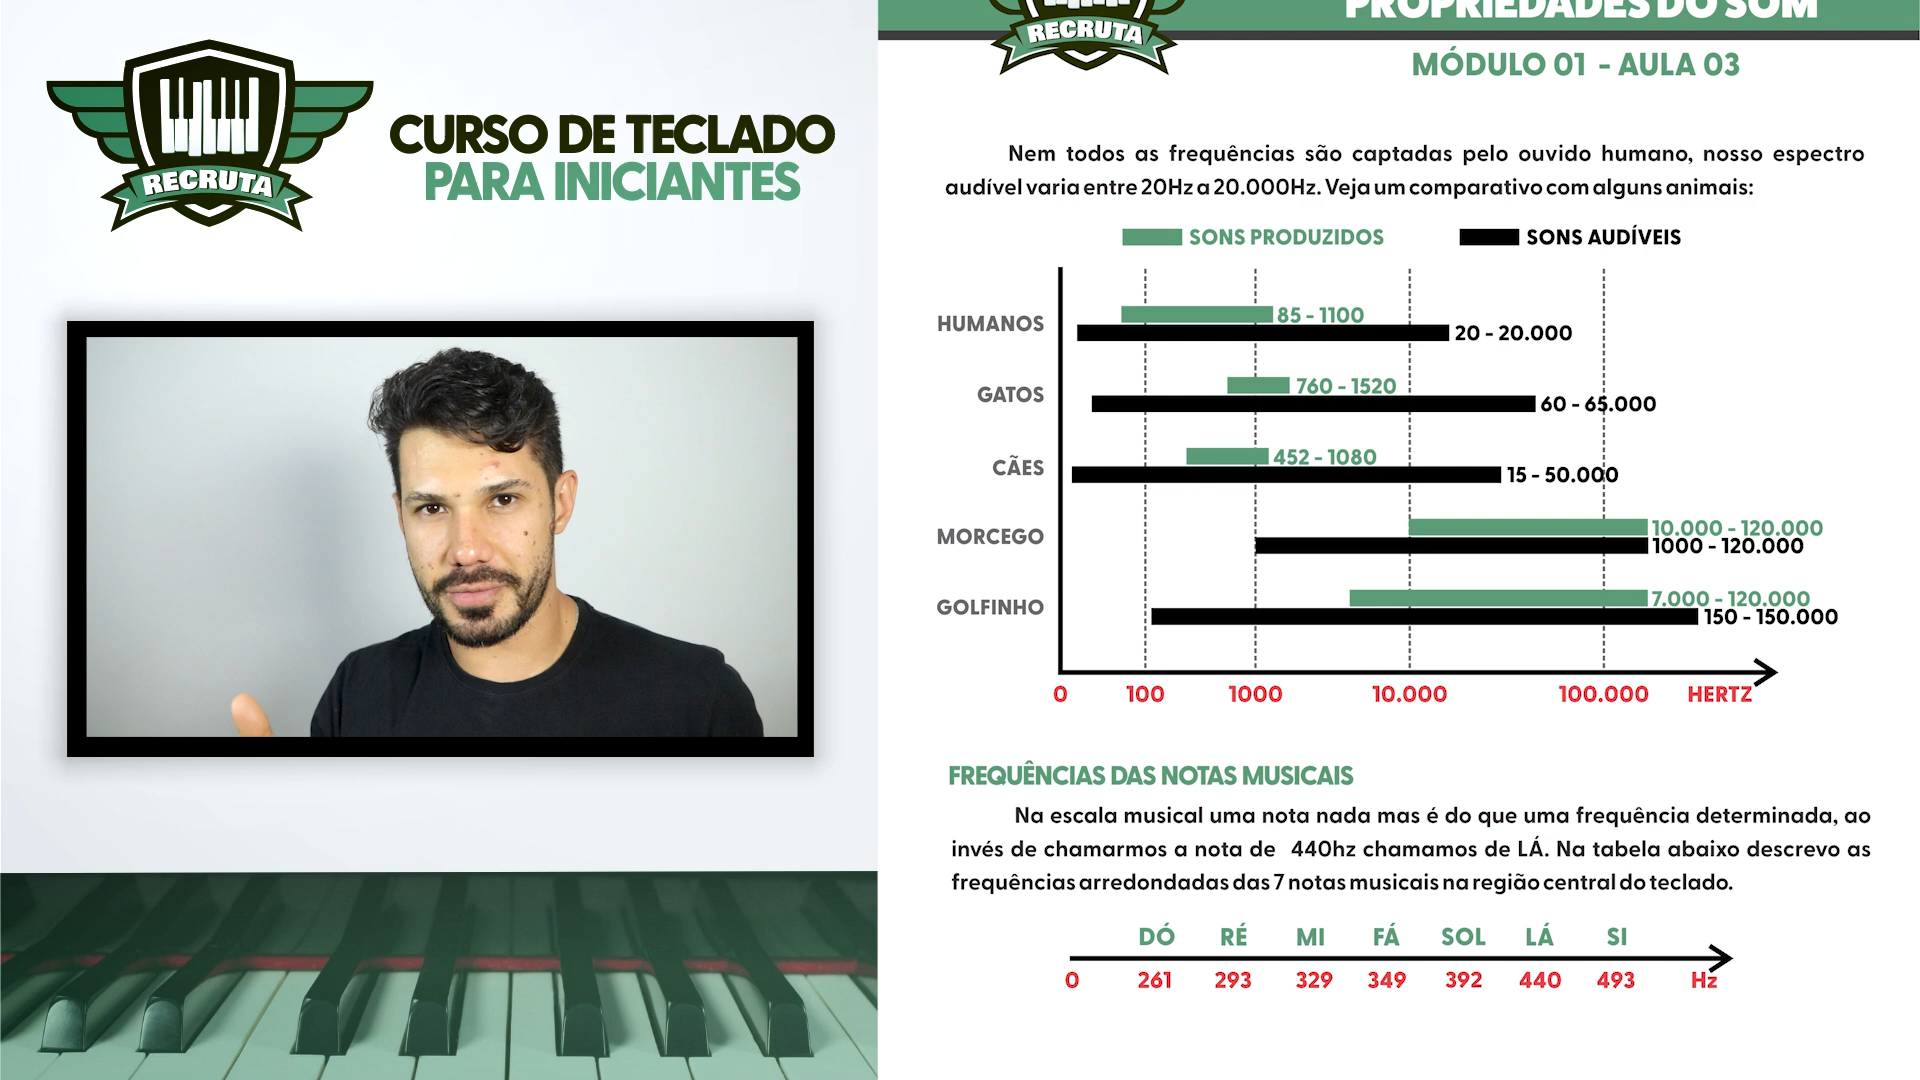 RECRUTA
CURSO DE TECLADO
PARA INICIANTES
RECRUTA
PROPRIEDADES DO SOM
MÓDULO 01 - AULA 03
Nem todos as frequências são captadas pelo ouvido humano, nosso espectro
audível varia entre 20Hz a 20.000Hz. Veja um comparativo com alguns animais:
SONS PRODUZIDOS SONS AUDÍVEIS
HUMANOS 85 - 1100
20 - 20.000
GATOS 760 - 1520
60 - 65.000
CÃES 452 - 1080
15 - 50.000
MORCEGO 10.000 - 120.000
1000 - 120.000
GOLFINHO 7.000 - 120.000
150 - 150.000
0 100 1000 10.000 100.000 HERTZ
FREQUÊNCIAS DAS NOTAS MUSICAIS
Na escala musical uma nota nada mas é do que uma frequência determinada, ao
invés de chamarmos a nota de 440hz chamamos de LÁ. Na tabela abaixo descrevo as
frequências arredondadas das 7 notas musicais na região central do teclado.
DÓ RÉ MI FÁ SOL LÁ SI
0 261 293 329 349 392 440 493 Hz